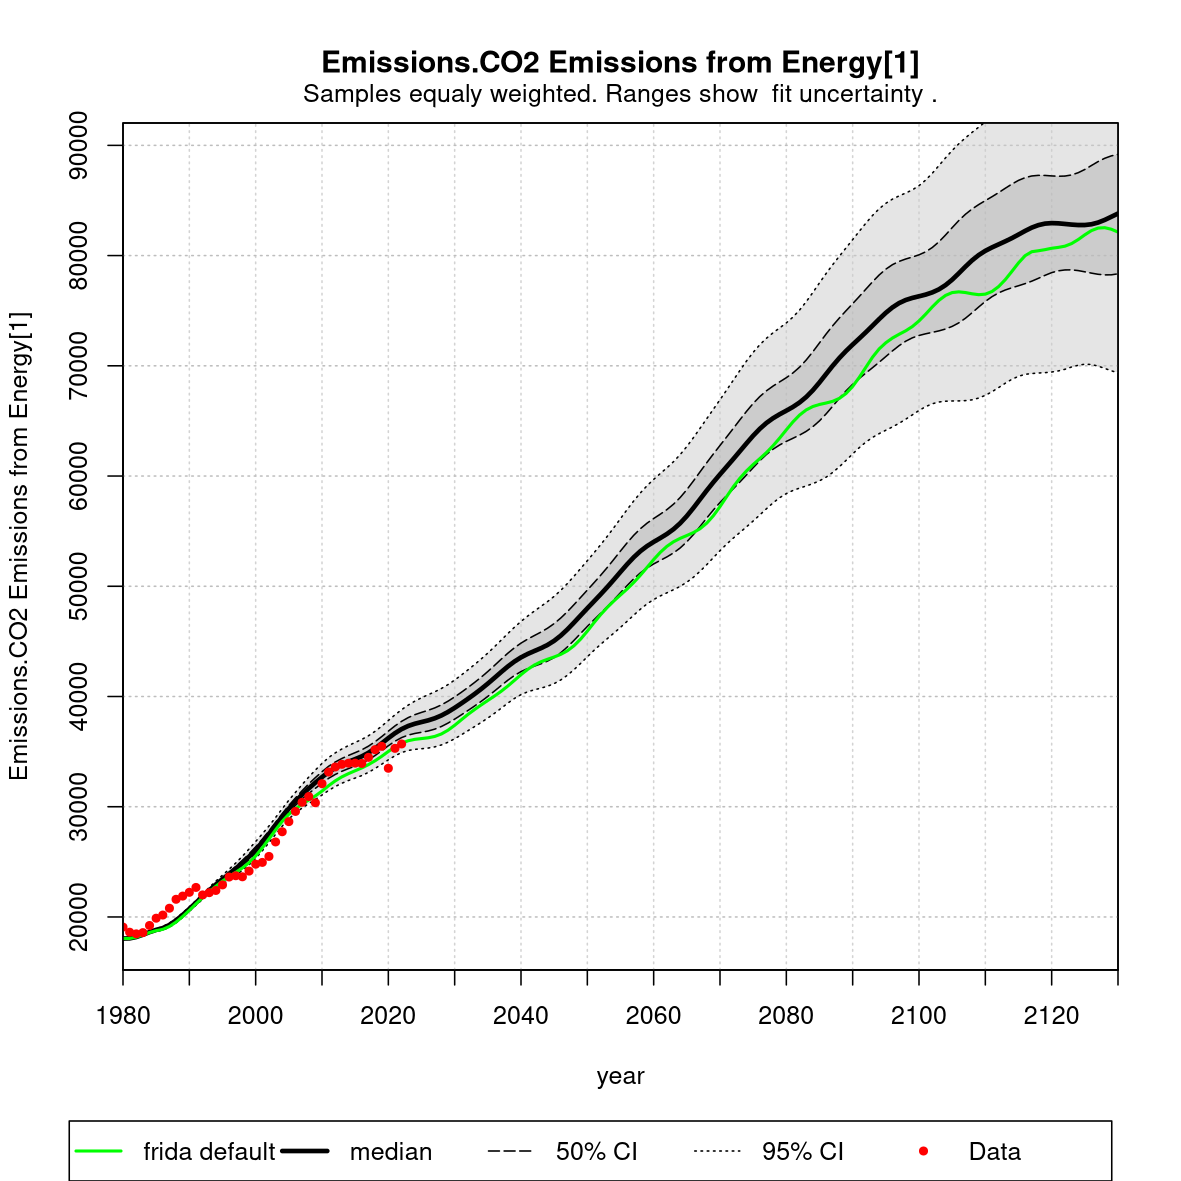 Emissions.CO2 Emissions from Energy[1]
Samples equaly weighted. Ranges show  fit uncertainty .
Emissions.CO2 Emissions from Energy[1]
90000
80000
70000
60000
50000
40000
30000
20000
1980 2000 2020 2040 2060 2080 2100 2120
year
frida default median 50% CI 95% CI Data